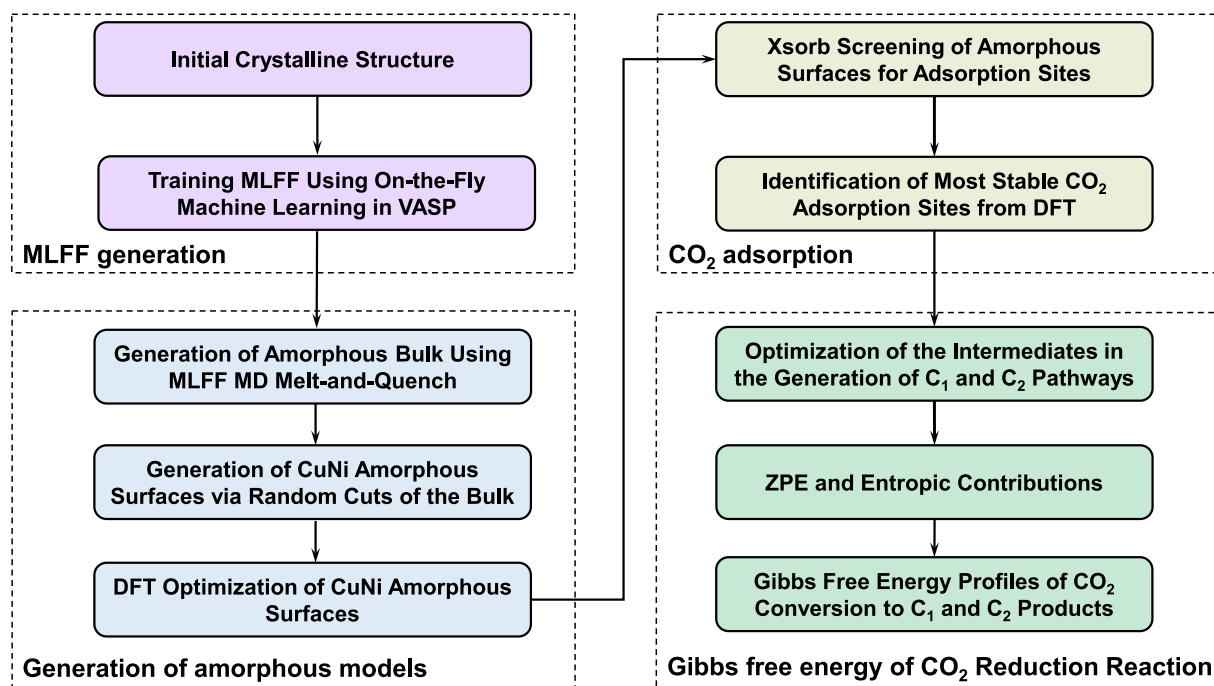 Initial Crystalline Structure
Training MLFF Using On-the-Fly
Machine Learning in VASP
MLFF generation
Generation of Amorphous Bulk Using
MLFF MD Melt-and-Quench
Generation of CuNi Amorphous
Surfaces via Random Cuts of the Bulk
DFT Optimization of CuNi Amorphous
Surfaces
Generation of amorphous models
Xsorb Screening of Amorphous
Surfaces for Adsorption Sites
Identification of Most Stable CO₂
Adsorption Sites from DFT
CO₂ adsorption
Optimization of the Intermediates in
the Generation of C₁ and C₂ Pathways
ZPE and Entropic Contributions
Gibbs Free Energy Profiles of CO₂
Conversion to C₁ and C₂ Products
Gibbs free energy of CO₂ Reduction Reaction